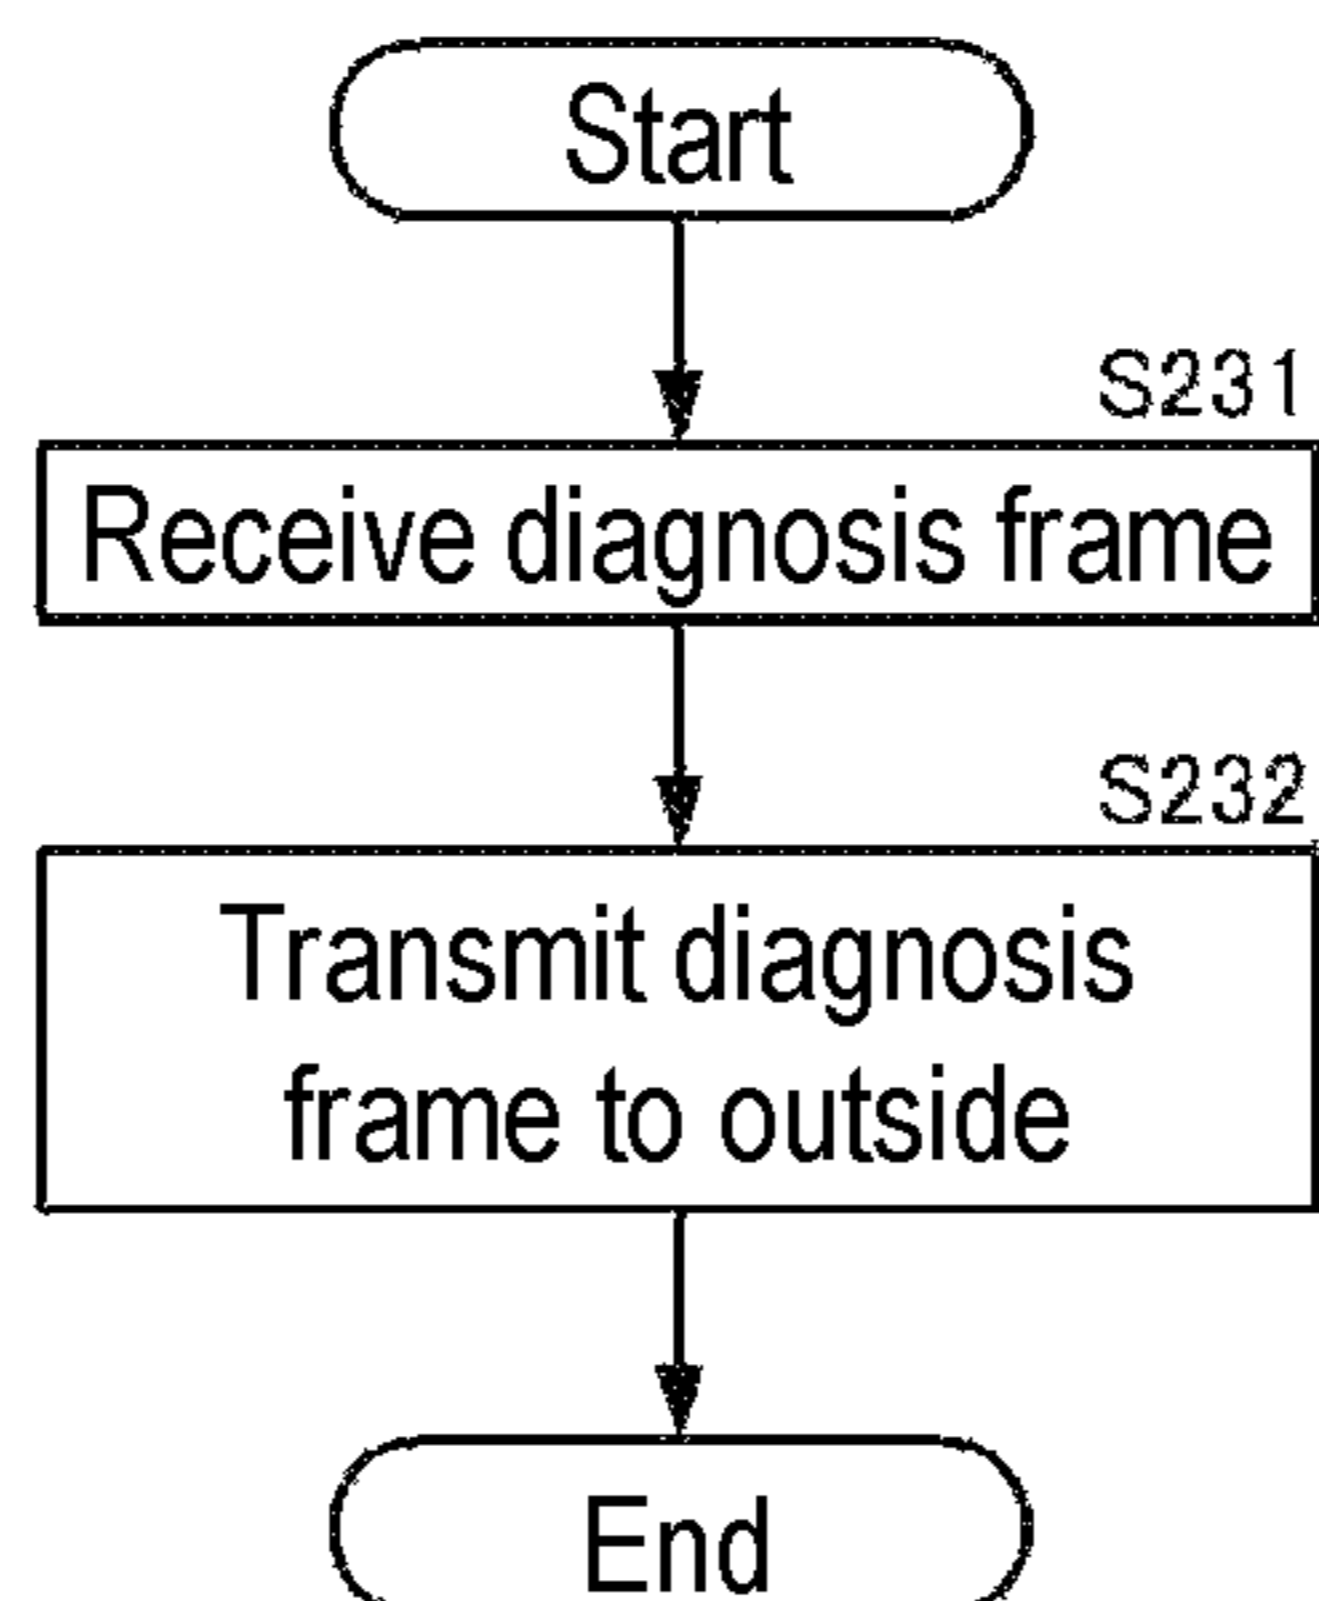 Start
S231
Receive diagnosis frame
S232
Transmit diagnosis
frame to outside
End